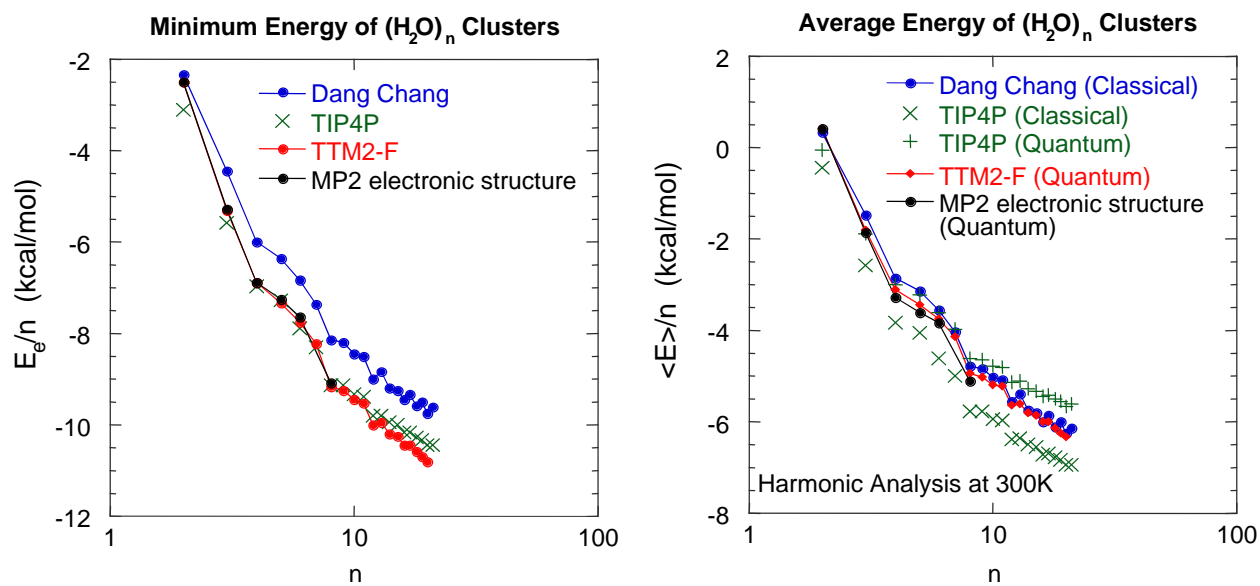 Minimum Energy of (H₂O)ₙ Clusters
-2
-4
-6
-8
-10
-12
E_e/n (kcal/mol)
Dang Chang
TIP4P
TTM2-F
MP2 electronic structure
1
10
100
n
Average Energy of (H₂O)ₙ Clusters
2
0
-2
-4
-6
-8
<E>/n (kcal/mol)
Dang Chang (Classical)
TIP4P (Classical)
TIP4P (Quantum)
TTM2-F (Quantum)
MP2 electronic structure
(Quantum)
Harmonic Analysis at 300K
1
10
100
n